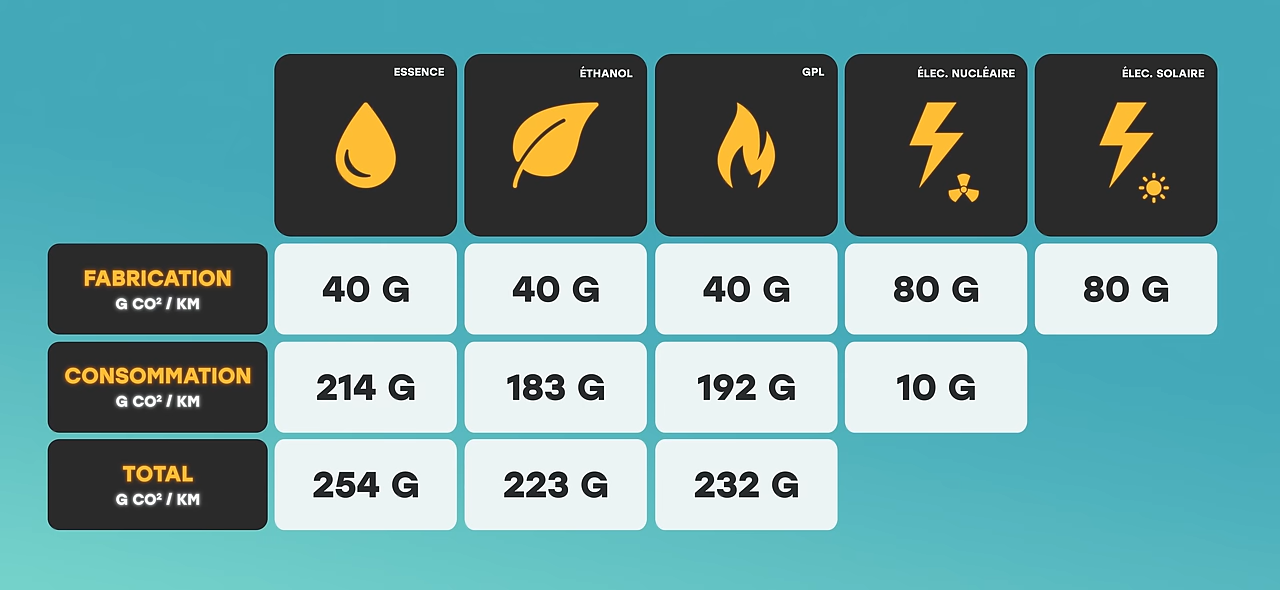 ESSENCE
ÉTHANOL
GPL
ÉLEC. NUCLÉAIRE
ÉLEC. SOLAIRE
FABRICATION
G CO² / KM
40 G
40 G
40 G
80 G
80 G
CONSOMMATION
G CO² / KM
214 G
183 G
192 G
10 G
TOTAL
G CO² / KM
254 G
223 G
232 G